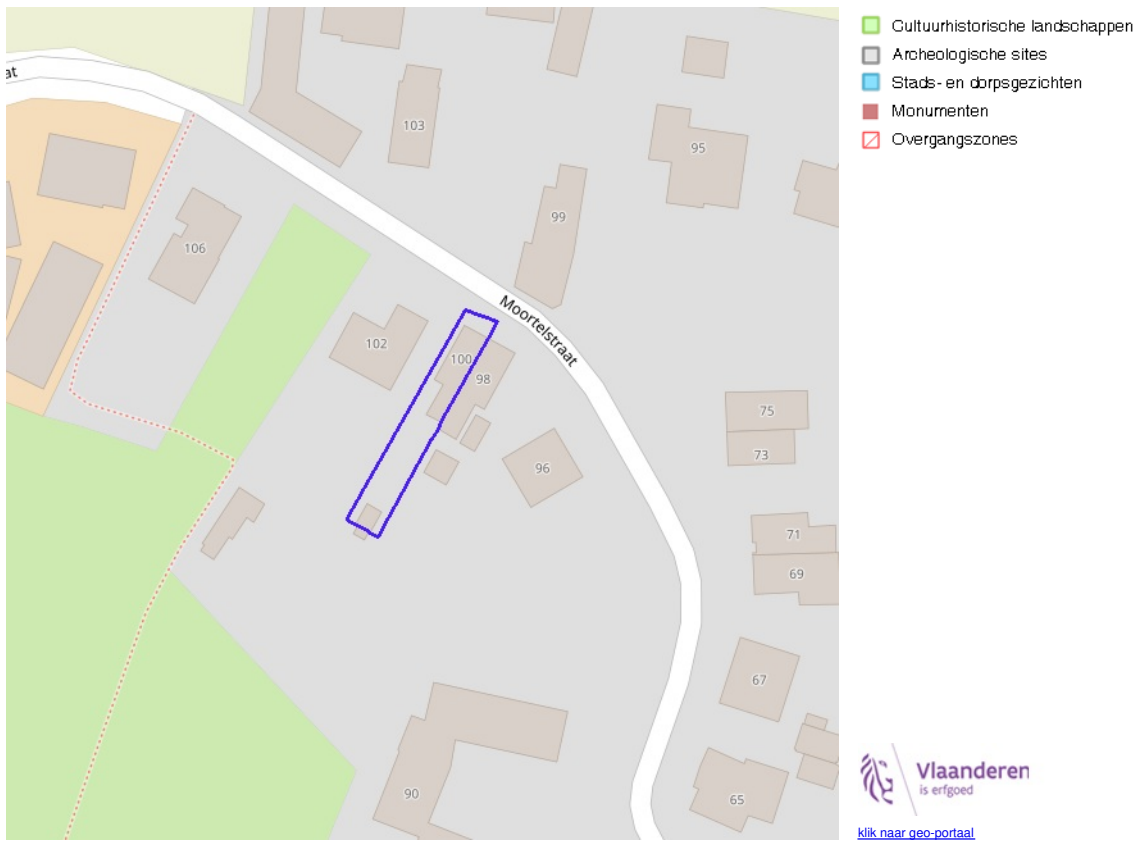 at
103
95
99
106
Moortelstraat
102
100
98
75
96
73
71
69
67
90
65
Cultuurhistorische landschappen
Archeologische sites
Stads- en dorpsgezichten
Monumenten
Overgangszones
Vlaanderen
is erfgoed
klik naar geo-portaal